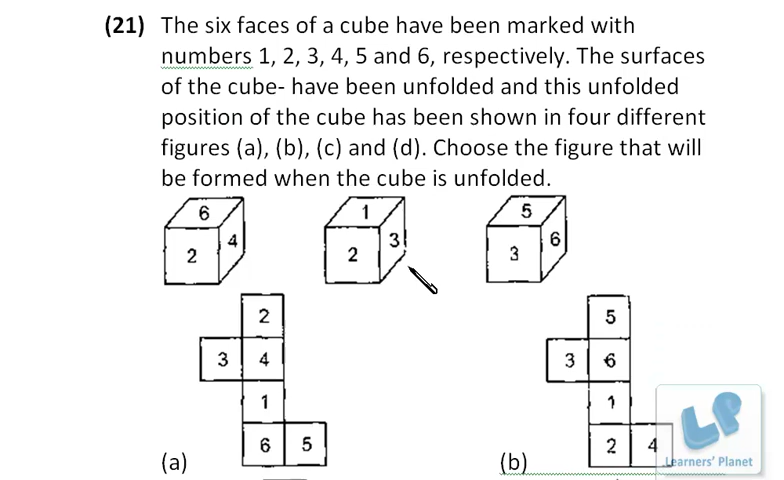 (21) The six faces of a cube have been marked with
numbers 1, 2, 3, 4, 5 and 6, respectively. The surfaces
of the cube- have been unfolded and this unfolded
position of the cube has been shown in four different
figures (a), (b), (c) and (d). Choose the figure that will
be formed when the cube is unfolded.
6 1 5
4 3 6
2 2 3
2 5
3 4 3 6
1 1
6 5 2 4
(a) (b)
LP
Learners' Planet